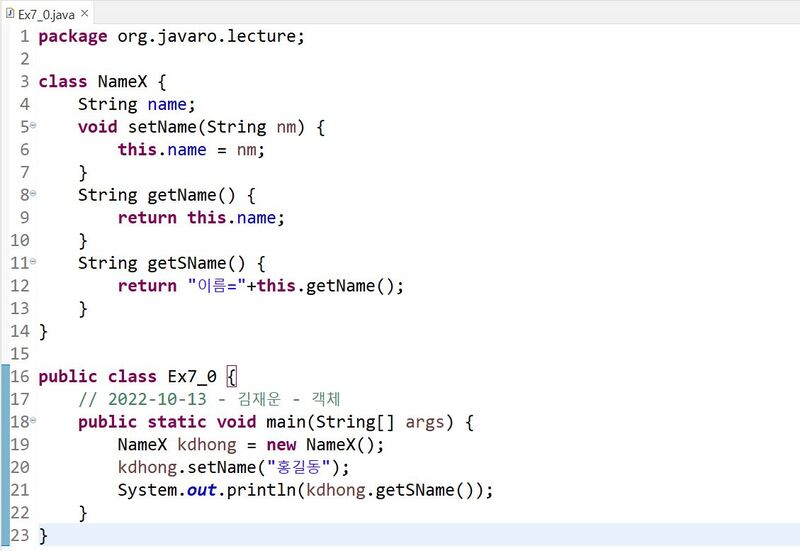 Ex7_0.java
1 package org.javaro.lecture;
2
3 class NameX {
4     String name;
5     void setName(String nm) {
6         this.name = nm;
7     }
8     String getName() {
9         return this.name;
10     }
11     String getSName() {
12         return "이름="+this.getName();
13     }
14 }
15
16 public class Ex7_0 {
17     // 2022-10-13 - 김재운 - 객체
18     public static void main(String[] args) {
19         NameX kdhong = new NameX();
20         kdhong.setName("홍길동");
21         System.out.println(kdhong.getSName());
22     }
23 }